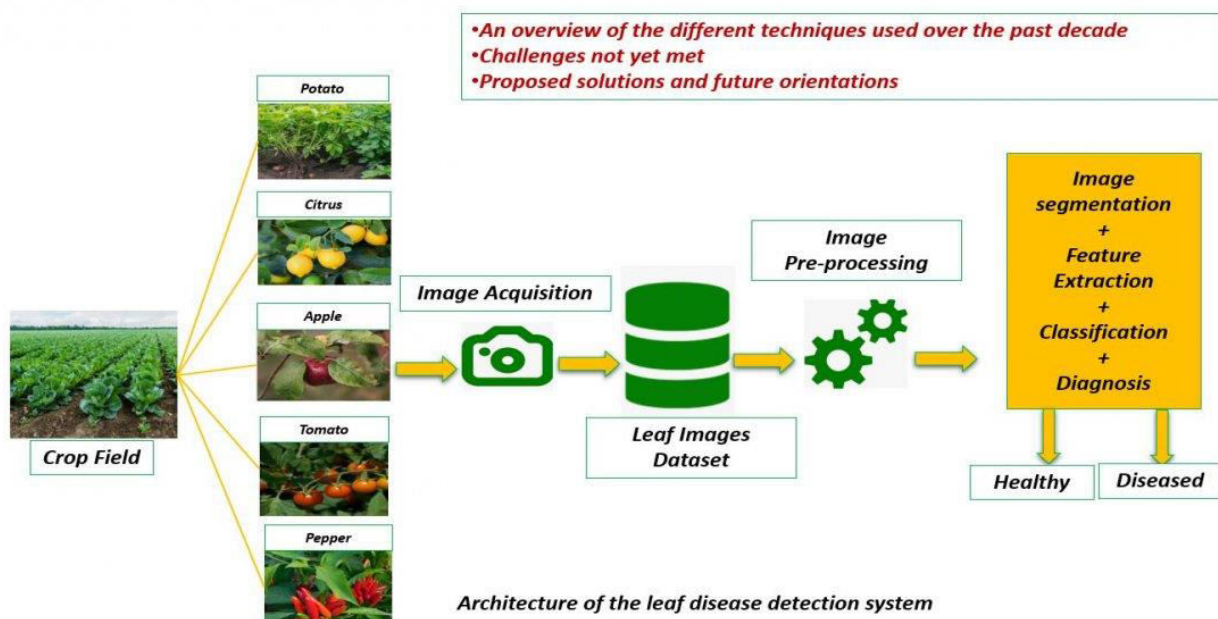 •An overview of the different techniques used over the past decade
•Challenges not yet met
•Proposed solutions and future orientations
Potato
Citrus
Apple
Tomato
Pepper
Crop Field
Image Acquisition
Leaf Images
Dataset
Image
Pre-processing
Image
segmentation
+
Feature
Extraction
+
Classification
+
Diagnosis
Healthy
Diseased
Architecture of the leaf disease detection system